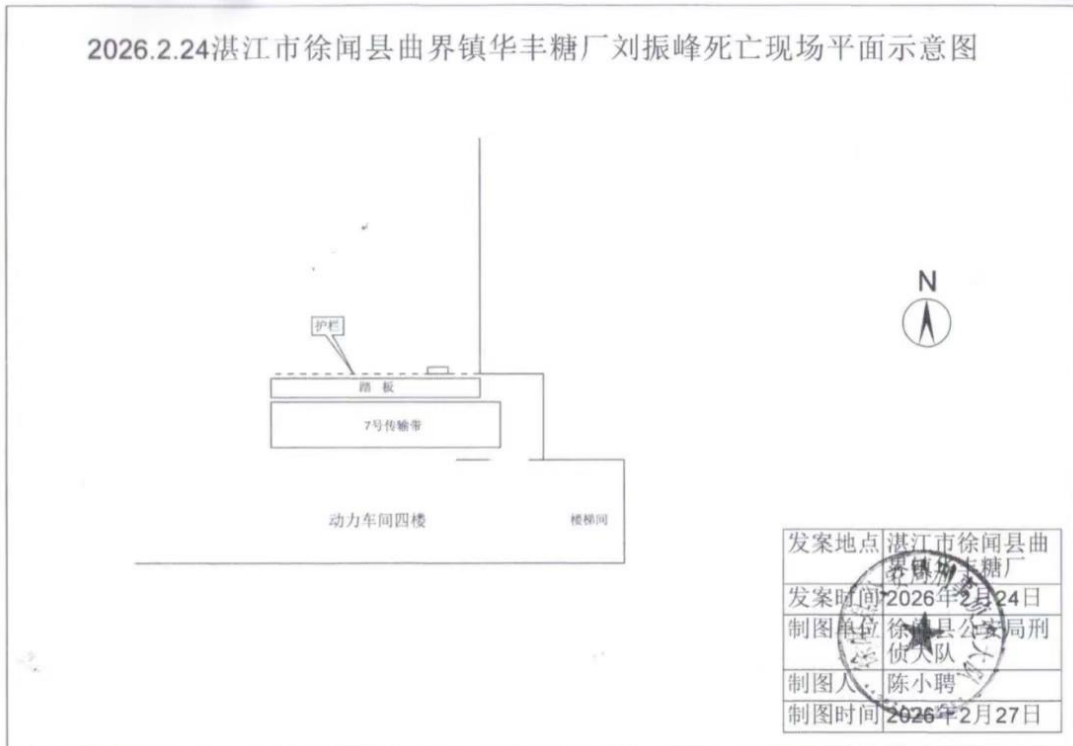 2026.2.24湛江市徐闻县曲界镇华丰糖厂刘振峰死亡现场平面示意图
N
护栏
踏 板
7号传输带
动力车间四楼
楼梯间
发案地点 湛江市徐闻县曲
界镇华丰糖厂
发案时间 2026年2月24日
制图单位 徐闻县公安局刑
侦大队
制图人 陈小聘
制图时间 2026年2月27日